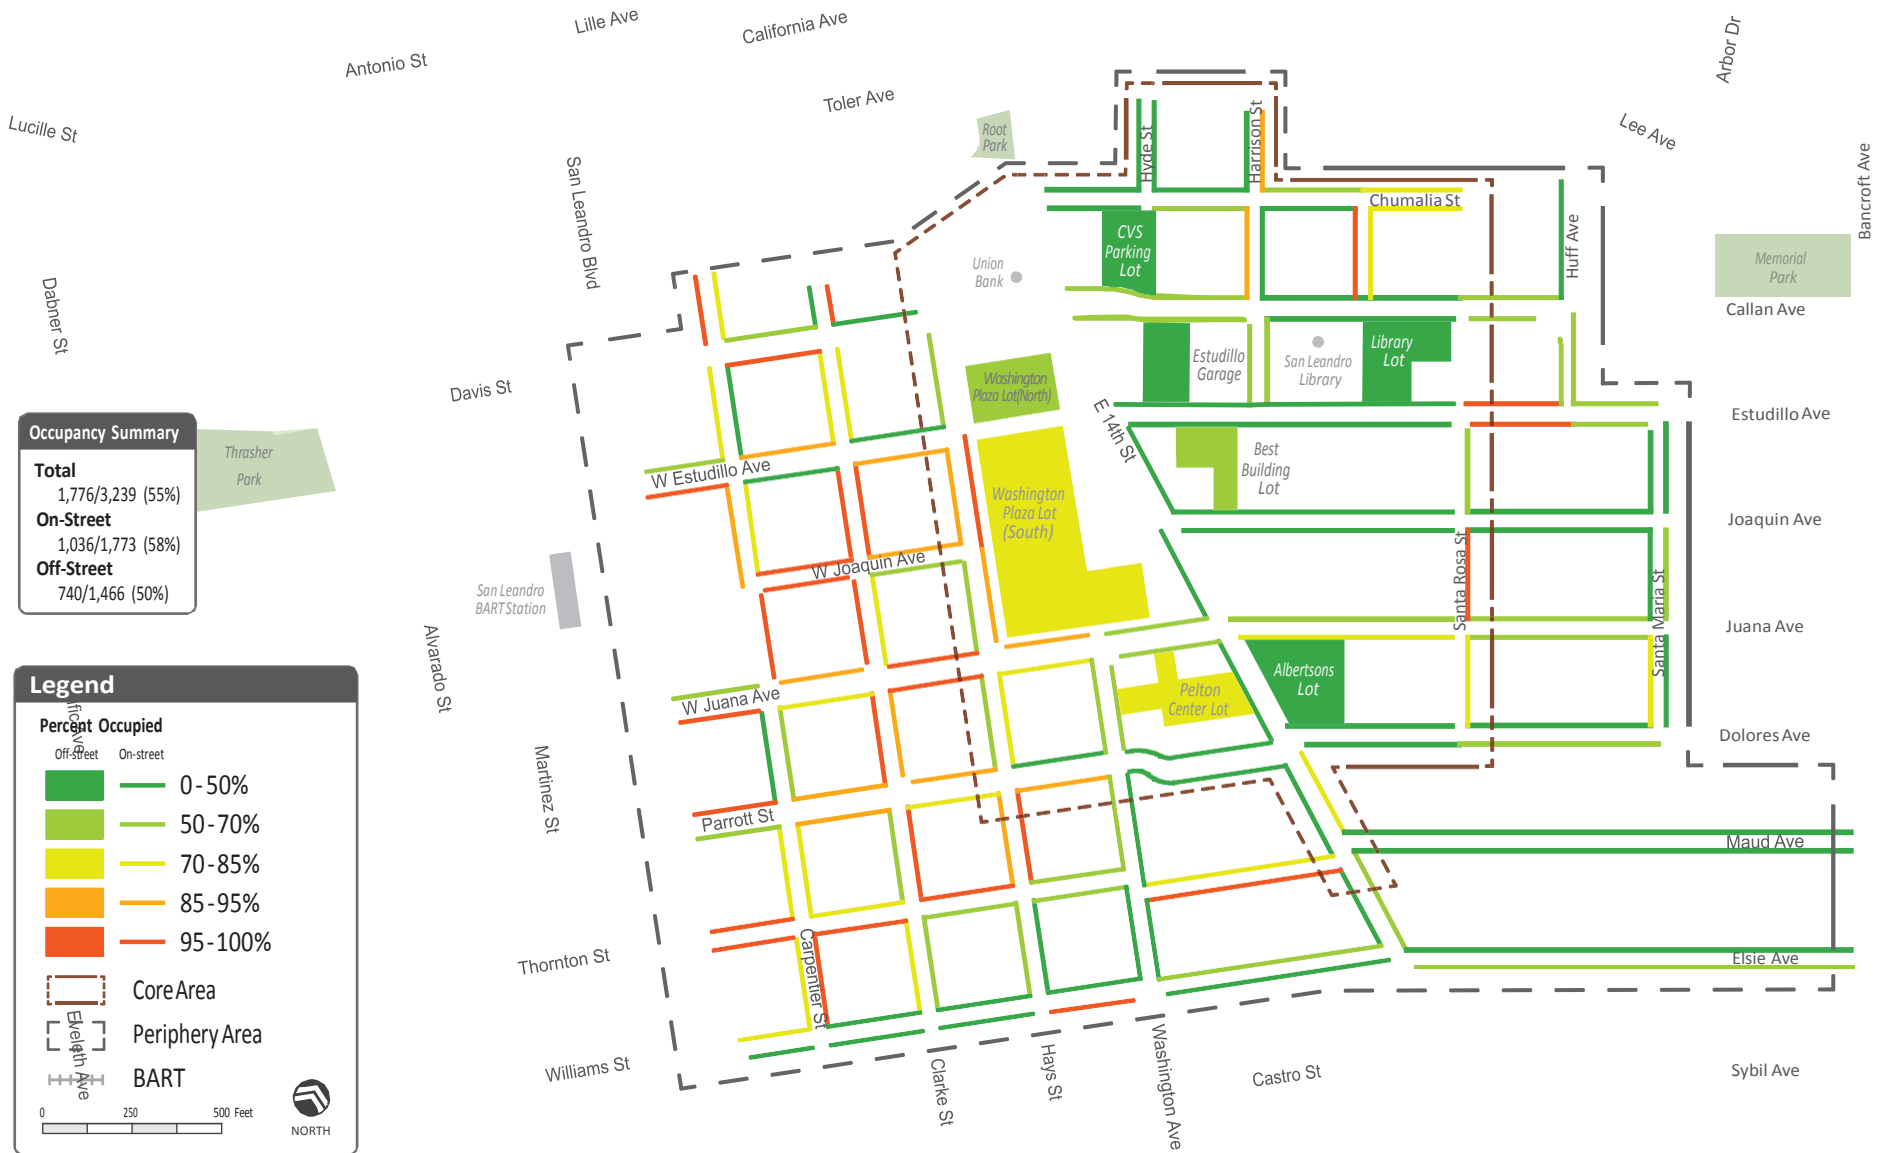 Lille Ave
California Ave
Antonio St
Toler Ave
Arbor Dr
Lucille St
Lee Ave
Root
Park
Hyde St
Harrison St
San Leandro Blvd
Bancroft Ave
Chumalia St
CVS
Parking
Lot
Huff Ave
Union
Bank
Memorial
Park
Dabner St
Callan Ave
Estudillo
Garage
San Leandro
Library
Library
Lot
Washington
Plaza Lot(North)
Davis St
E 14th St
Estudillo Ave
Occupancy Summary
Total
1,776/3,239 (55%)
On-Street
1,036/1,773 (58%)
Off-Street
740/1,466 (50%)
Thrasher
Park
W Estudillo Ave
Best
Building
Lot
Washington
Plaza Lot
(South)
Joaquin Ave
W Joaquin Ave
San Leandro
BART Station
Santa Rosa St
Santa Maria St
Juana Ave
Alvarado St
W Juana Ave
Pelton
Center Lot
Albertsons
Lot
Dolores Ave
Martinez St
Parrott St
Maud Ave
Legend
Percent Occupied
Off-street
On-street
0-50%
50-70%
70-85%
85-95%
95-100%
Core Area
Periphery Area
Eveleth Ave
BART
0
250
500 Feet
NORTH
Thornton St
Carpentier St
Elsie Ave
Williams St
Clarke St
Hays St
Washington Ave
Castro St
Sybil Ave